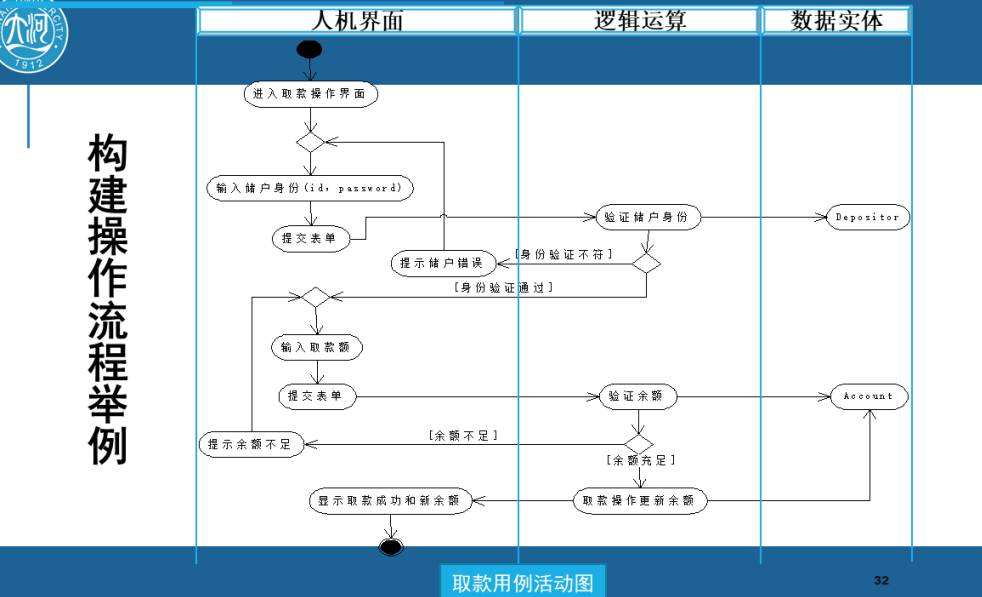 人机界面
逻辑运算
数据实体
1912
构建操作流程举例
进入取款操作界面
输入储户身份(id, password)
提交表单
验证储户身份
Depositor
[身份验证不符]
提示储户错误
[身份验证通过]
输入取款额
提交表单
验证余额
Account
[余额不足]
提示余额不足
[余额充足]
显示取款成功和新余额
取款操作更新余额
取款用例活动图
32